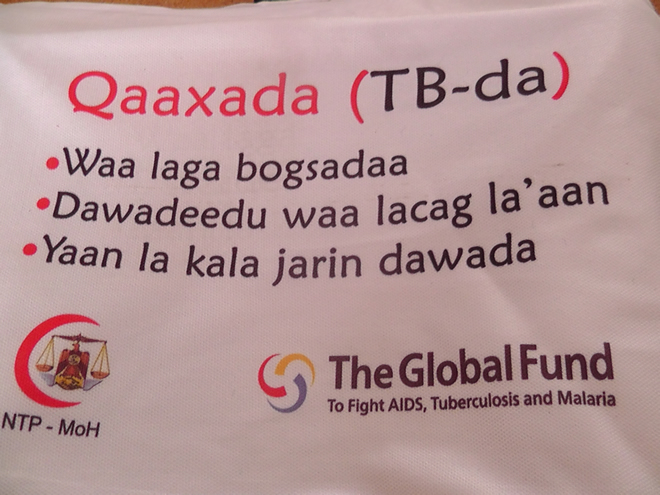 Qaaxada (TB-da)
•Waa laga bogsadaa
•Dawadeedu waa lacag la'aan
•Yaan la kala jarin dawada
NTP - MoH
The Global Fund
To Fight AIDS, Tuberculosis and Malaria